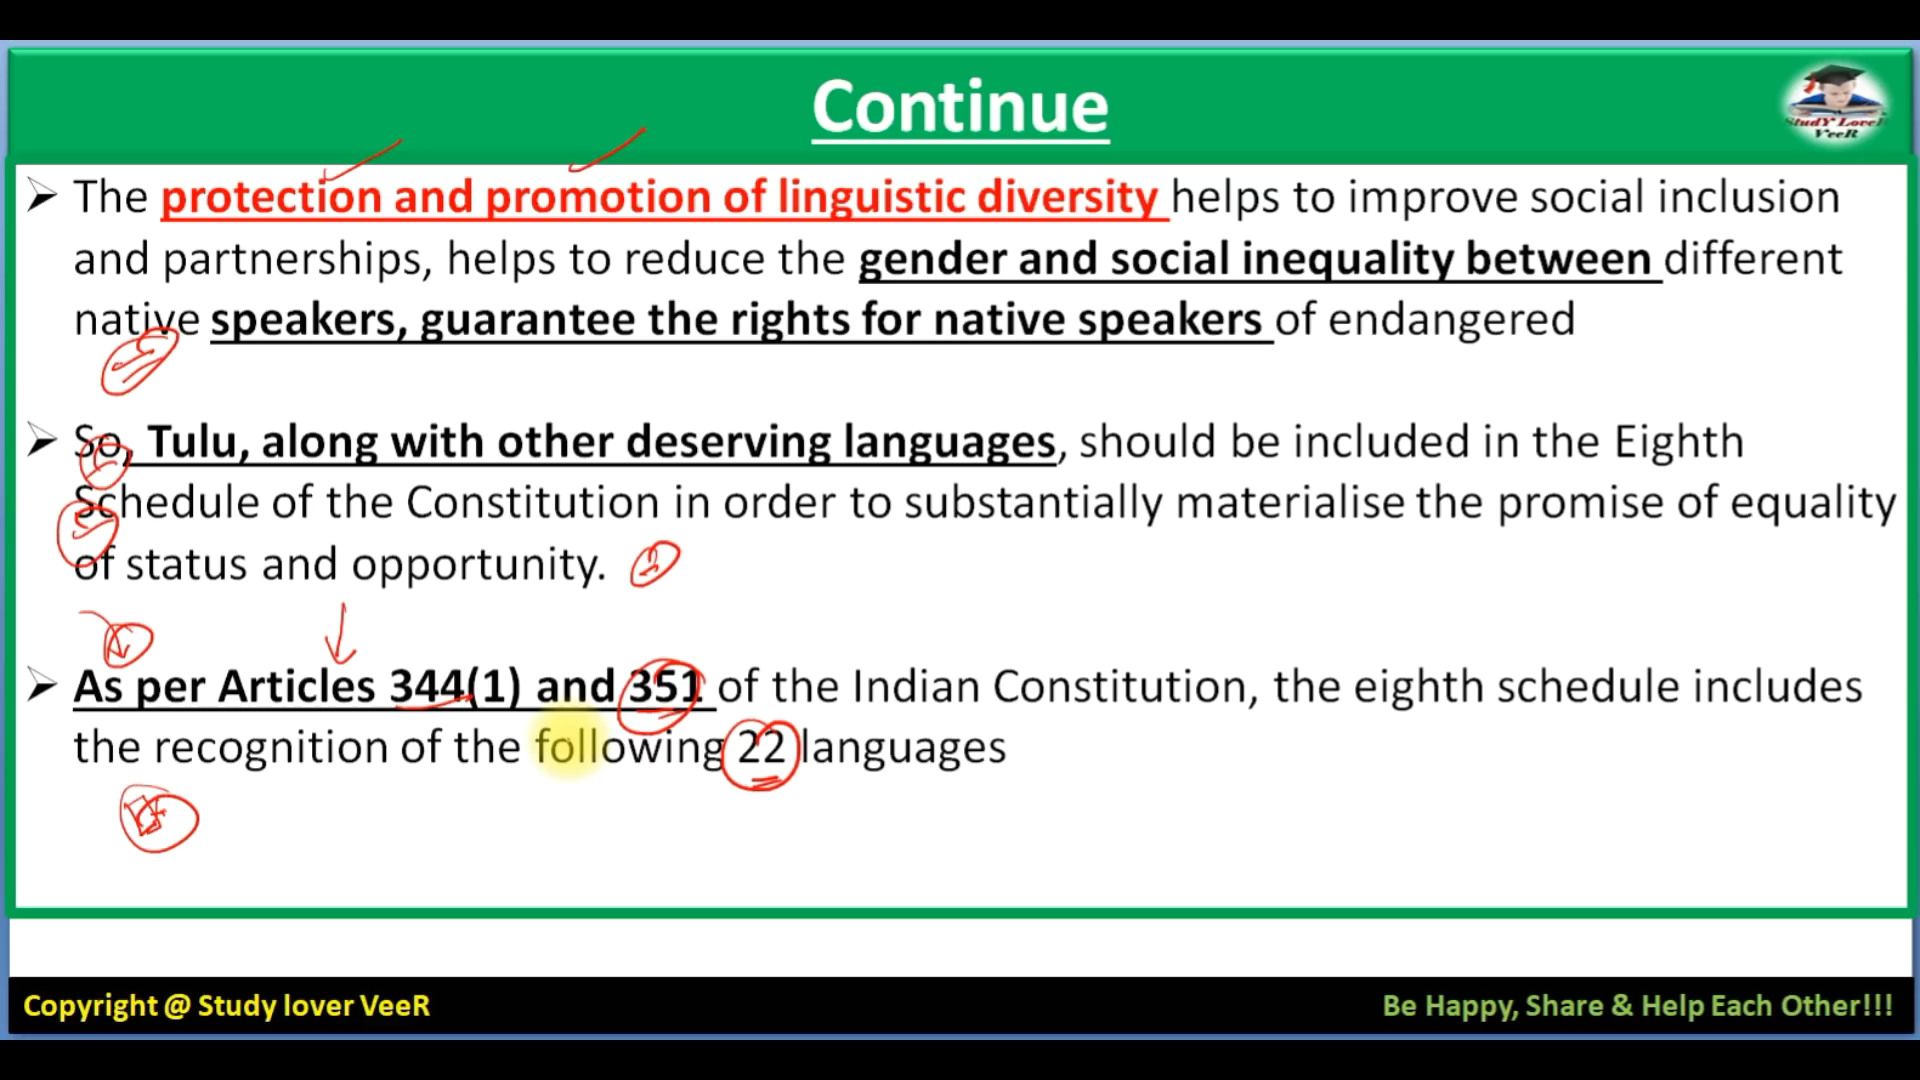 Continue
StudY LoveR
VeeR
➢ The protection and promotion of linguistic diversity helps to improve social inclusion
and partnerships, helps to reduce the gender and social inequality between different
native speakers, guarantee the rights for native speakers of endangered
➢ So, Tulu, along with other deserving languages, should be included in the Eighth
Schedule of the Constitution in order to substantially materialise the promise of equality
of status and opportunity.
➢ As per Articles 344(1) and 351 of the Indian Constitution, the eighth schedule includes
the recognition of the following 22 languages
Copyright @ Study lover VeeR
Be Happy, Share & Help Each Other!!!